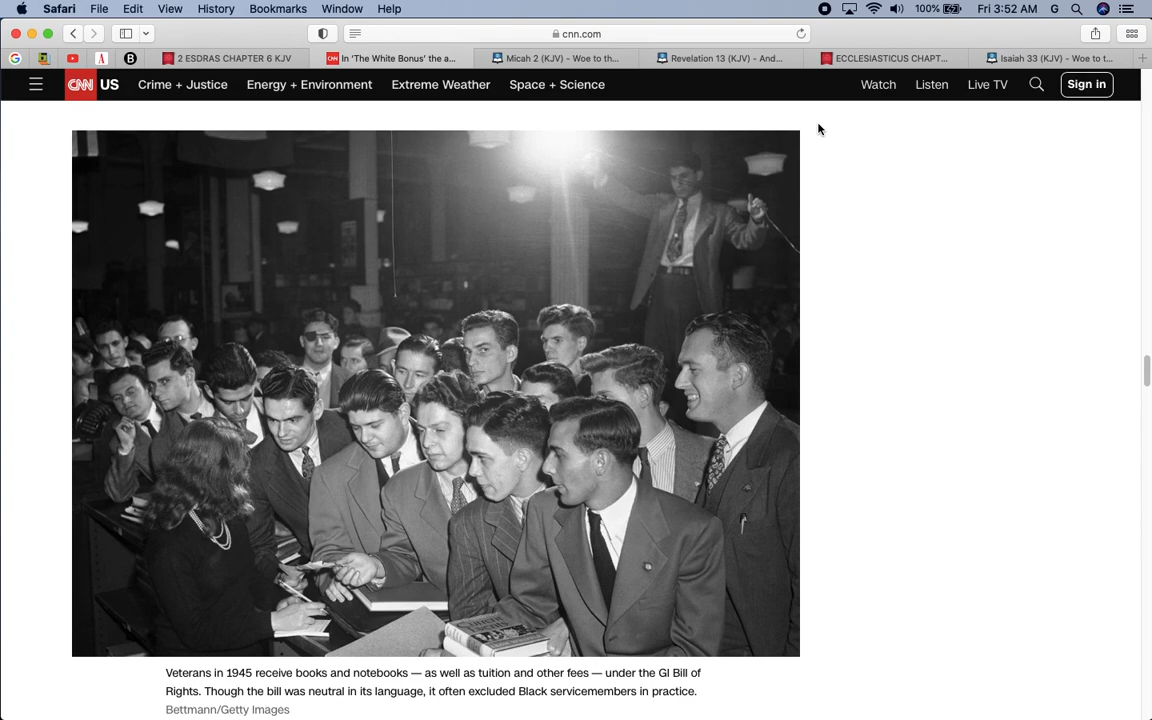 Safari File Edit View History Bookmarks Window Help 100% Fri 3:52 AM G
cnn.com
2 ESDRAS CHAPTER 6 KJV In 'The White Bonus' the a... Micah 2 (KJV) - Woe to th... Revelation 13 (KJV) - And... ECCLESIASTICUS CHAPT... Isaiah 33 (KJV) - Woe to t...
CNN US Crime + Justice Energy + Environment Extreme Weather Space + Science Watch Listen Live TV Sign in
Veterans in 1945 receive books and notebooks — as well as tuition and other fees — under the GI Bill of
Rights. Though the bill was neutral in its language, it often excluded Black servicemembers in practice.
Bettmann/Getty Images